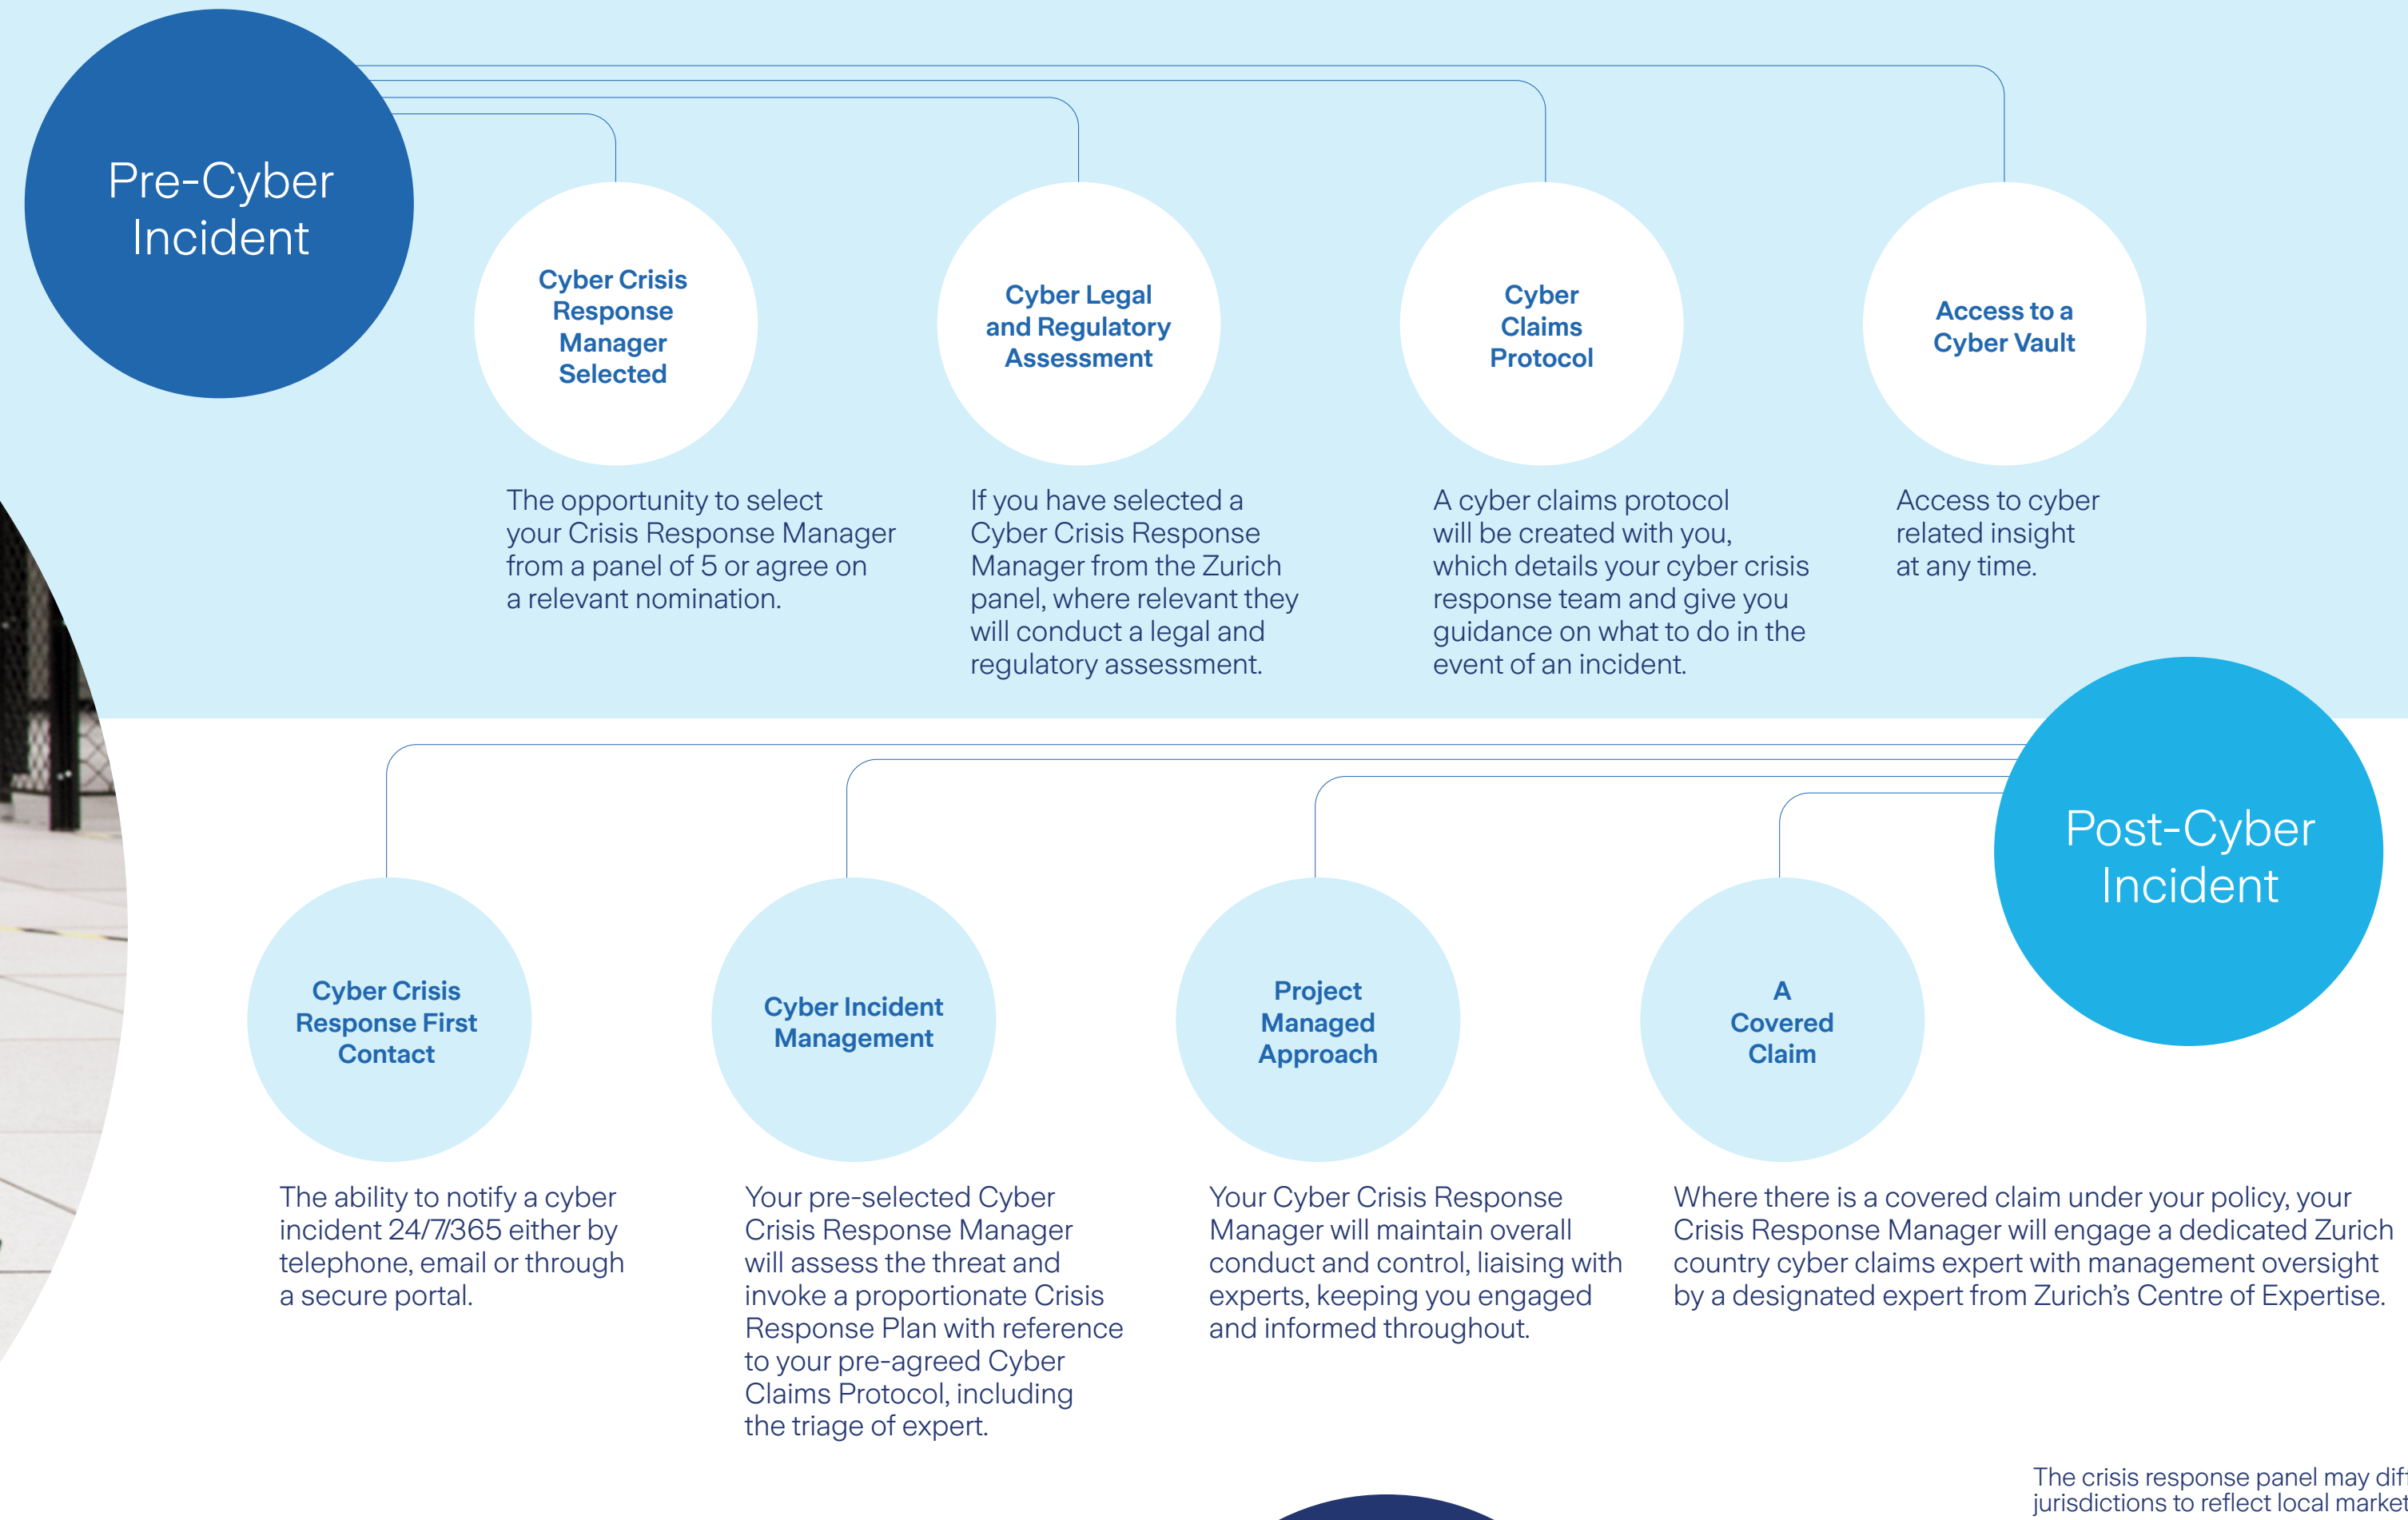 Pre-Cyber
Incident
Cyber Crisis
Response
Manager
Selected
The opportunity to select
your Crisis Response Manager
from a panel of 5 or agree on
a relevant nomination.
Cyber Legal
and Regulatory
Assessment
If you have selected a
Cyber Crisis Response
Manager from the Zurich
panel, where relevant they
will conduct a legal and
regulatory assessment.
Cyber
Claims
Protocol
A cyber claims protocol
will be created with you,
which details your cyber crisis
response team and give you
guidance on what to do in the
event of an incident.
Access to a
Cyber Vault
Access to cyber
related insight
at any time.
Post-Cyber
Incident
Cyber Crisis
Response First
Contact
The ability to notify a cyber
incident 24/7/365 either by
telephone, email or through
a secure portal.
Cyber Incident
Management
Your pre-selected Cyber
Crisis Response Manager
will assess the threat and
invoke a proportionate Crisis
Response Plan with reference
to your pre-agreed Cyber
Claims Protocol, including
the triage of expert.
Project
Managed
Approach
Your Cyber Crisis Response
Manager will maintain overall
conduct and control, liaising with
experts, keeping you engaged
and informed throughout.
A
Covered
Claim
Where there is a covered claim under your policy, your
Crisis Response Manager will engage a dedicated Zurich
country cyber claims expert with management oversight
by a designated expert from Zurich’s Centre of Expertise.
The crisis response panel may
jurisdictions to reflect local market